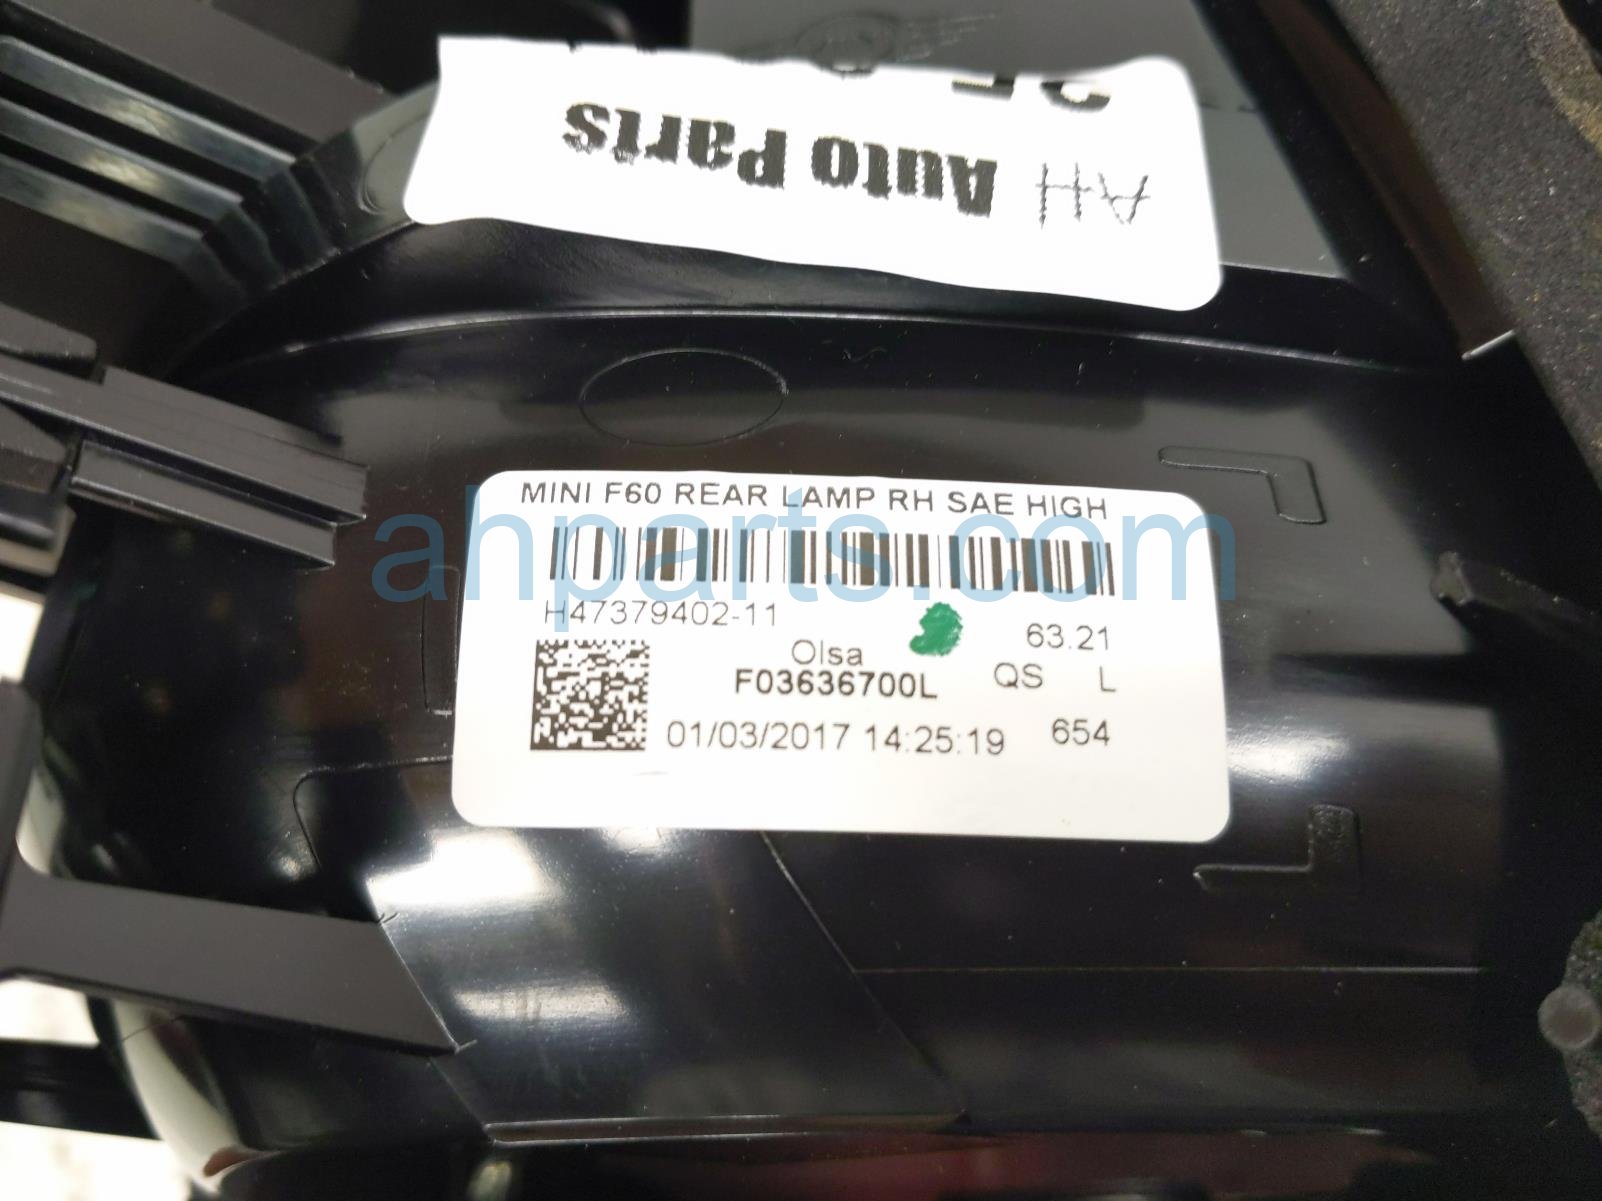 AH Auto Parts
MINI F60 REAR LAMP RH SAE HIGH
H47379402-11
63.21
Olsa
QS L
F03636700L
01/03/2017 14:25:19
654
ahparts.com